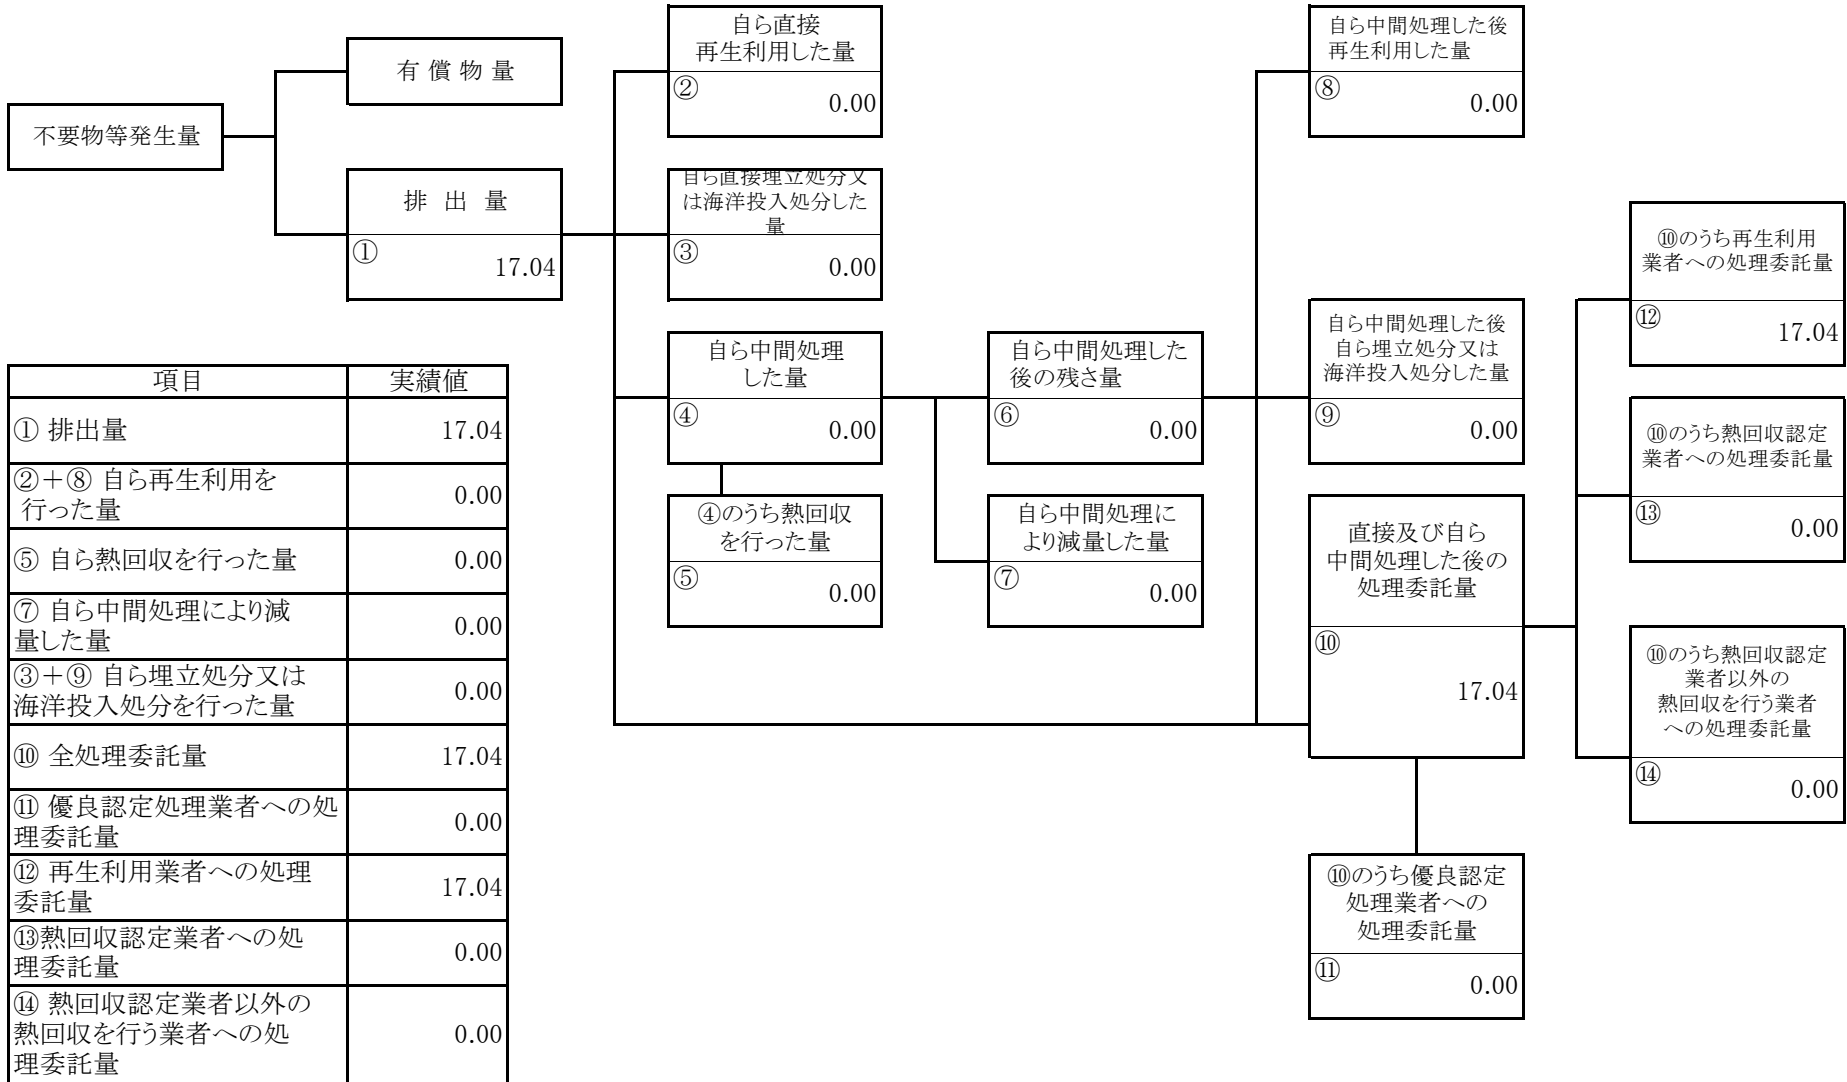 不要物等発生量
有 償 物 量
排 出 量
①
17.04
自ら直接
再生利用した量
②
0.00
自ら直接埋立処分又
は海洋投入処分した
量
③
0.00
自ら中間処理
した量
④
0.00
④のうち熱回収
を行った量
⑤
0.00
自ら中間処理した
後の残さ量
⑥
0.00
自ら中間処理に
より減量した量
⑦
0.00
自ら中間処理した後
再生利用した量
⑧
0.00
自ら中間処理した後
自ら埋立処分又は
海洋投入処分した量
⑨
0.00
直接及び自ら
中間処理した後の
処理委託量
⑩
17.04
⑩のうち優良認定
処理業者への
処理委託量
⑪
0.00
⑩のうち再生利用
業者への処理委託量
⑫
17.04
⑩のうち熱回収認定
業者への処理委託量
⑬
0.00
⑩のうち熱回収認定
業者以外の
熱回収を行う業者
への処理委託量
⑭
0.00
項目 実績値
① 排出量 17.04
②+⑧ 自ら再生利用を
行った量 0.00
⑤ 自ら熱回収を行った量 0.00
⑦ 自ら中間処理により減
量した量 0.00
③+⑨ 自ら埋立処分又は
海洋投入処分を行った量 0.00
⑩ 全処理委託量 17.04
⑪ 優良認定処理業者への処
理委託量 0.00
⑫ 再生利用業者への処理
委託量 17.04
⑬熱回収認定業者への処
理委託量 0.00
⑭ 熱回収認定業者以外の
熱回収を行う業者への処
理委託量 0.00